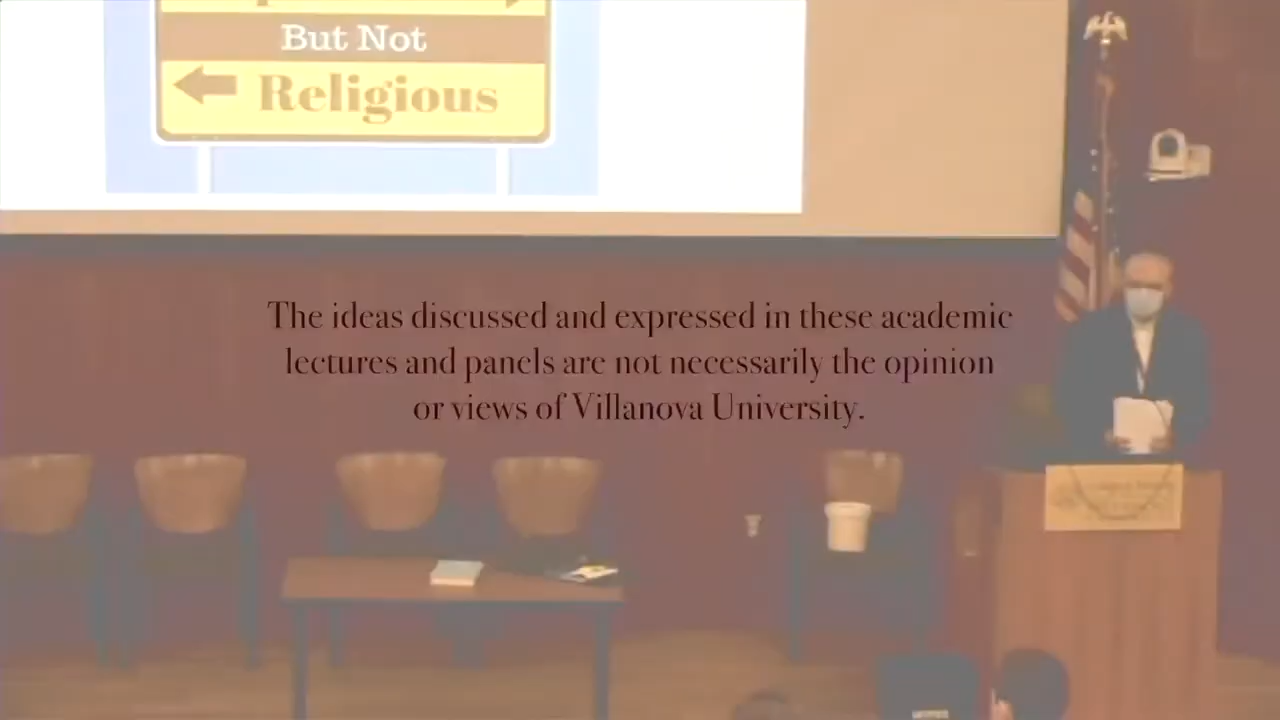 But Not
Religious
The ideas discussed and expressed in these academic
lectures and panels are not necessarily the opinion
or views of Villanova University.